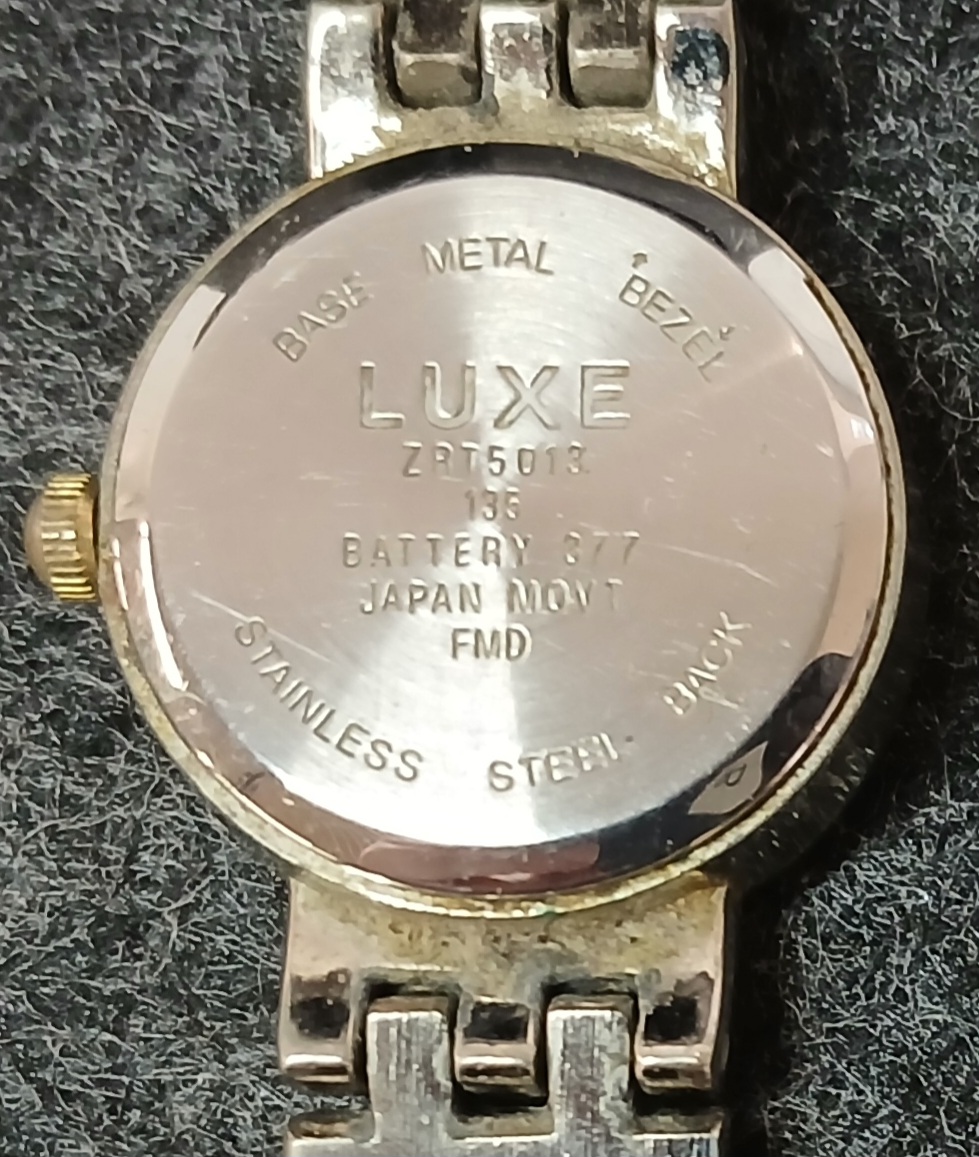 BASE METAL BEZEL
LUXE
ZRT5013
136
BATTERY 377
JAPAN MOVT
FMD
STAINLESS STEEL BACK